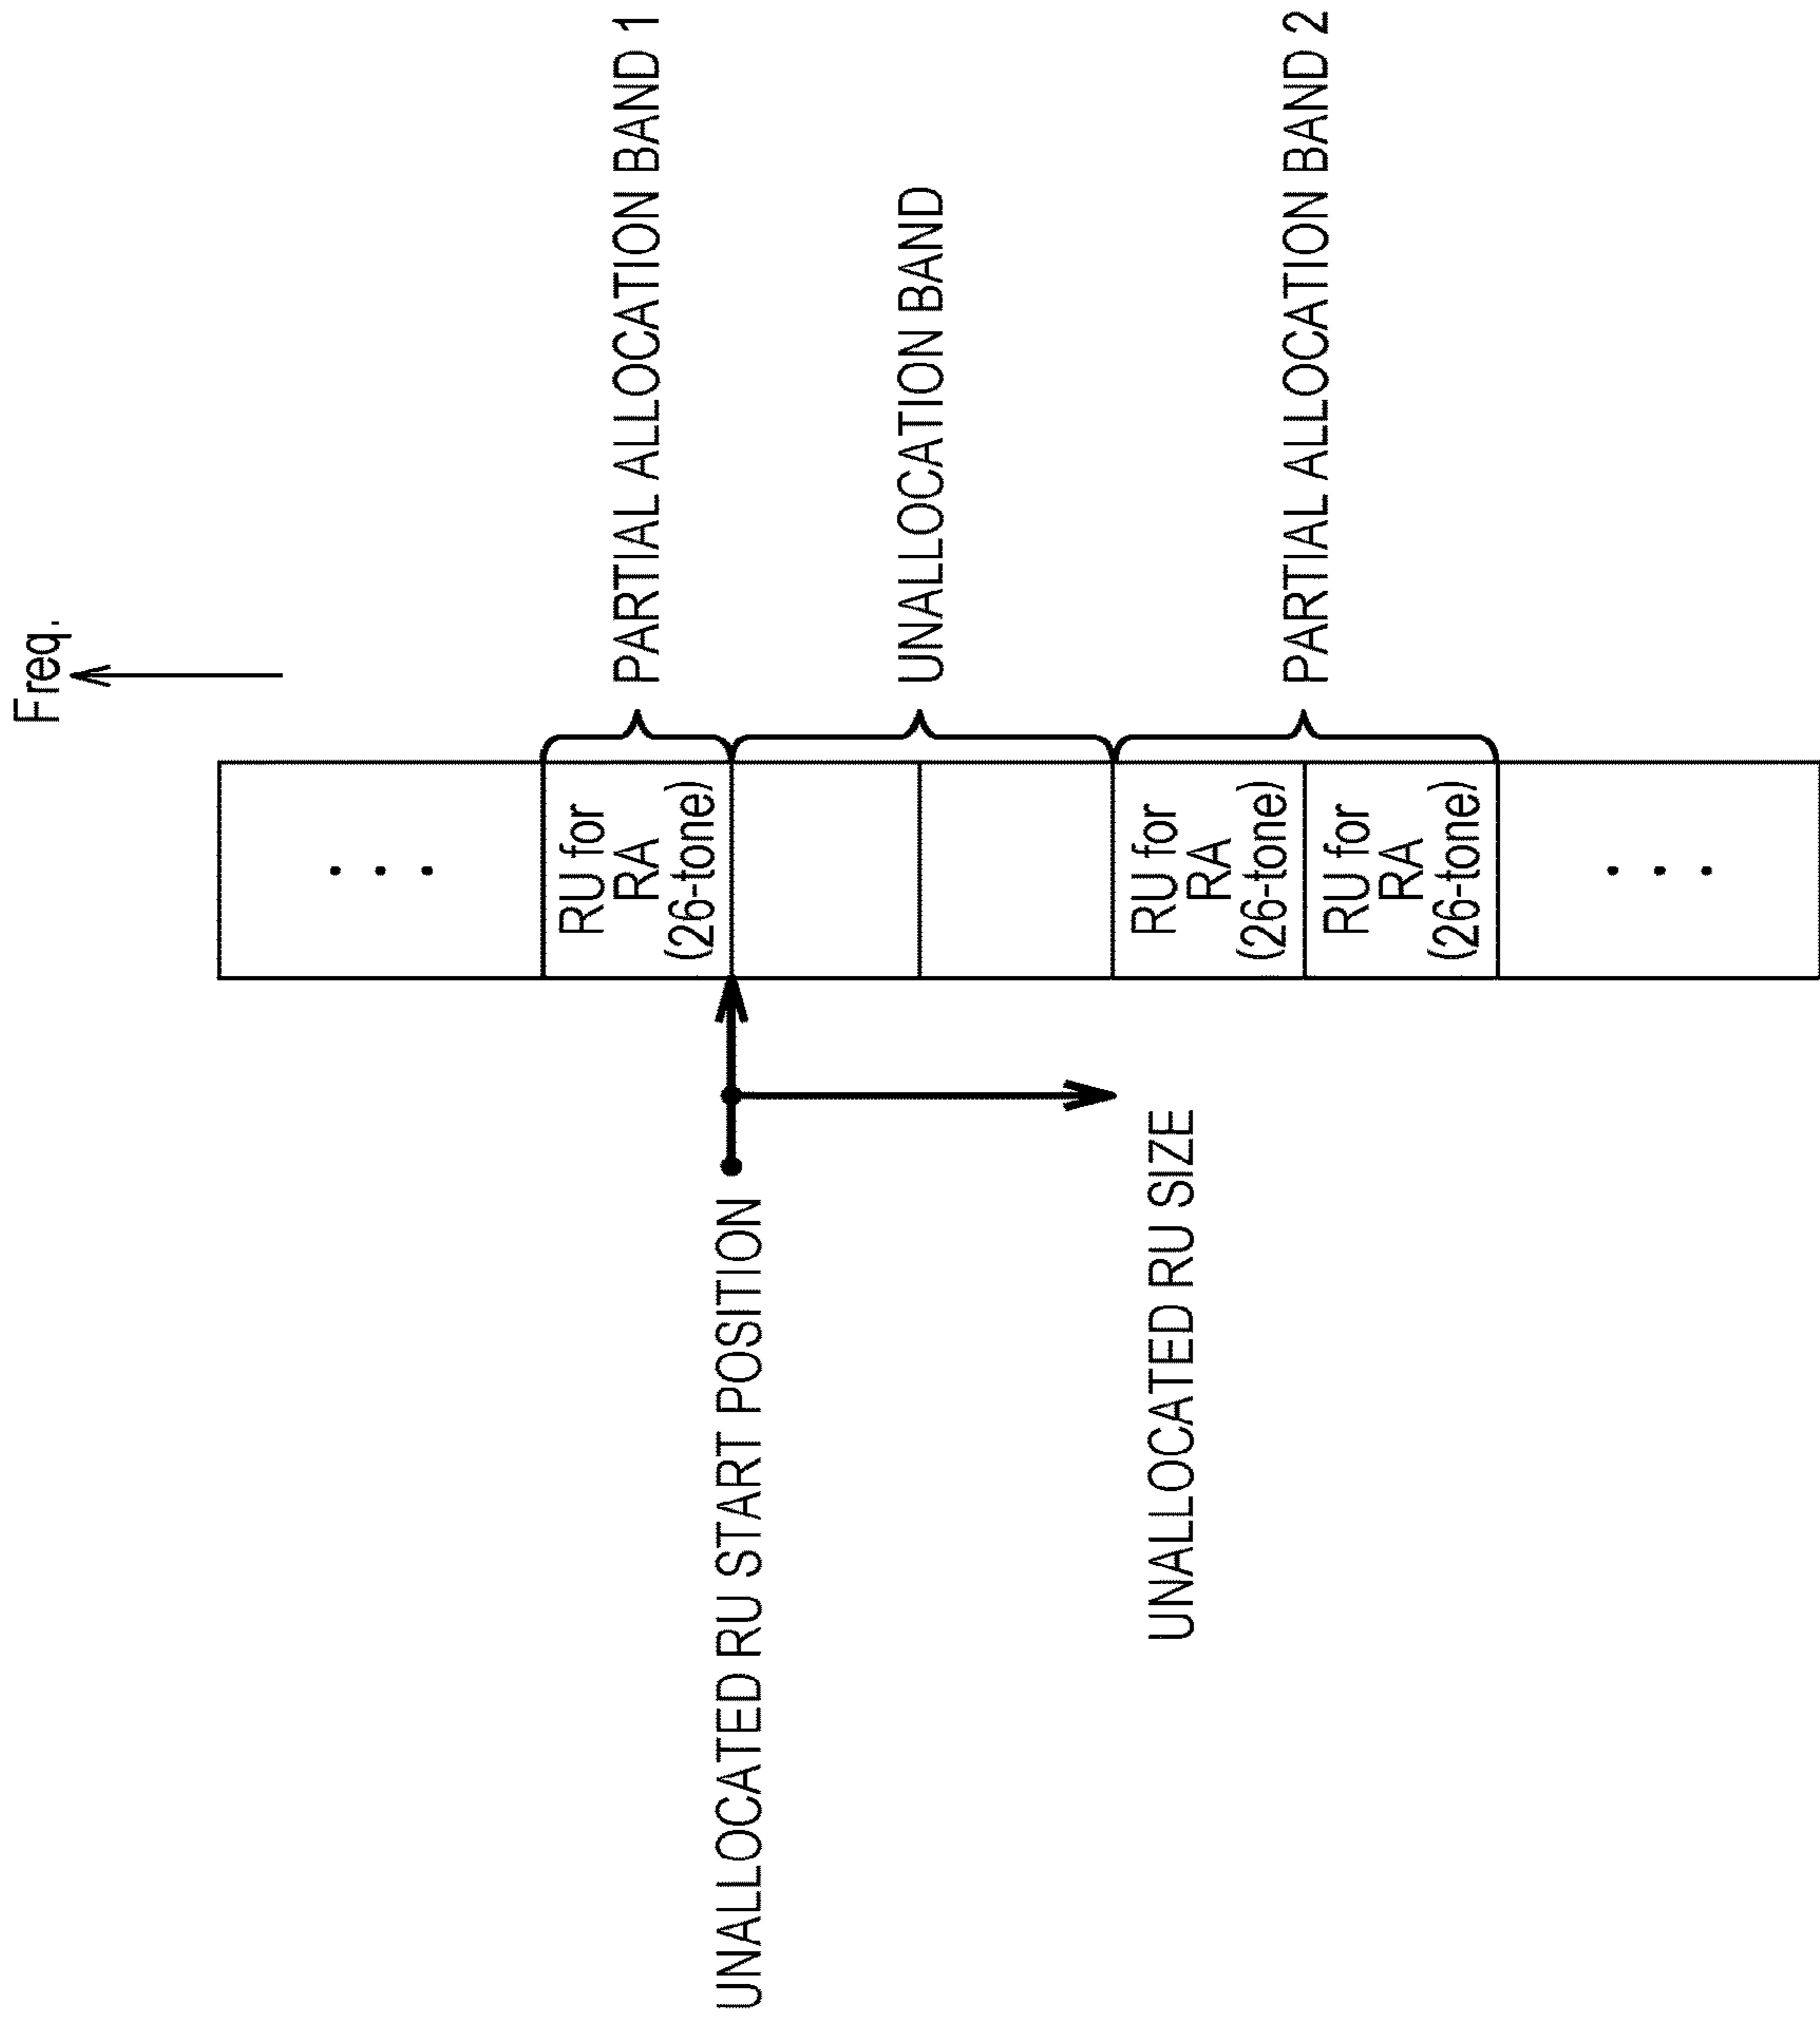 Freq.
. . .
RU for
RA
(26-tone)
PARTIAL ALLOCATION BAND 1
UNALLOCATED RU START POSITION
UNALLOCATION BAND
UNALLOCATED RU SIZE
RU for
RA
(26-tone)
RU for
RA
(26-tone)
PARTIAL ALLOCATION BAND 2
. . .